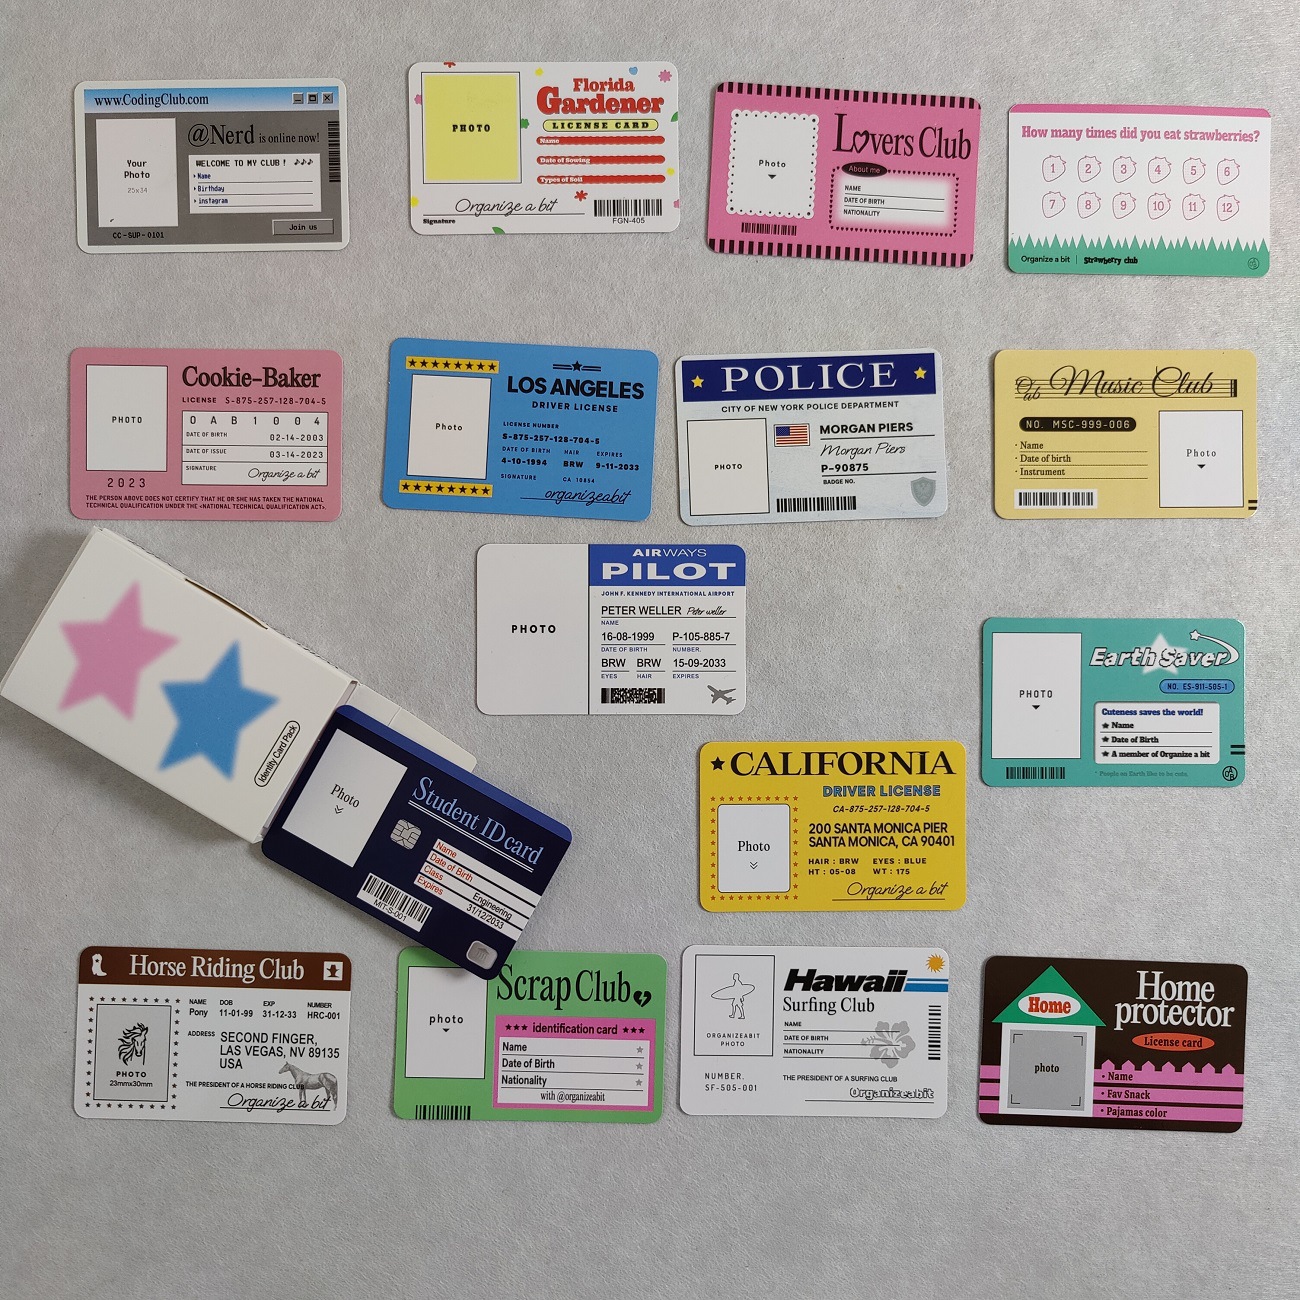 www.CodingClub.com
@Nerd is online now!
Your
Photo
25x34
WELCOME TO MY CLUB! ♪♪♪
Name
Birthday
instagram
CC-SUP-0101
Join us
PHOTO
Florida
Gardener
LICENSE CARD
Name
Date of Sowing
Types of Soil
Organize a bit
Signature
FGN-405
Photo
Lovers Club
About me
NAME
DATE OF BIRTH
NATIONALITY
How many times did you eat strawberries?
1 2 3 4 5 6
7 8 9 10 11 12
Organize a bit | Strawberry club
Cookie-Baker
LICENSE S-875-257-128-704-5
PHOTO
OAB1004
DATE OF BIRTH 02-14-2003
DATE OF ISSUE 03-14-2023
SIGNATURE Organize a bit
2023
THE PERSON ABOVE DOES NOT CERTIFY THAT HE OR SHE HAS TAKEN THE NATIONAL
TECHNICAL QUALIFICATION UNDER THE <NATIONAL TECHNICAL QUALIFICATION ACT>.
LOS ANGELES
DRIVER LICENSE
Photo
LICENSE NUMBER
S-875-257-128-704-5
DATE OF BIRTH HAIR EXPIRES
4-10-1994 BRW 9-11-2033
SIGNATURE CA 10854
organizeabit
POLICE
CITY OF NEW YORK POLICE DEPARTMENT
PHOTO
MORGAN PIERS
Morgan Piers
P-90875
BADGE NO.
Oab Music Club
NO. MSC-999-006
Name
Date of birth
Instrument
Photo
AIRWAYS
PILOT
JOHN F. KENNEDY INTERNATIONAL AIRPORT
PHOTO
PETER WELLER Peter weller
NAME
16-08-1999 P-105-885-7
DATE OF BIRTH NUMBER.
BRW BRW 15-09-2033
EYES HAIR EXPIRES
Earth Saver
NO. ES-911-505-1
PHOTO
Cuteness saves the world!
Name
Date of Birth
A member of Organize a bit
* People on Earth like to be cute.
Identity Card Pack
Student ID card
Photo
Name
Date of Birth
Class Engineering
Expires 31/12/2033
MIT-S-001
CALIFORNIA
DRIVER LICENSE
CA-875-257-128-704-5
Photo
200 SANTA MONICA PIER
SANTA MONICA, CA 90401
HAIR : BRW EYES : BLUE
HT : 05-08 WT : 175
Organize a bit
Horse Riding Club
NAME DOB EXP NUMBER
Pony 11-01-99 31-12-33 HRC-001
ADDRESS SECOND FINGER,
LAS VEGAS, NV 89135
USA
PHOTO
23mmx30mm
THE PRESIDENT OF A HORSE RIDING CLUB
Organize a bit
Scrap Club
photo
identification card
Name
Date of Birth
Nationality
with @organizeabit
Hawaii
Surfing Club
ORGANIZEABIT
PHOTO
NAME
DATE OF BIRTH
NATIONALITY
NUMBER.
SF-505-001
THE PRESIDENT OF A SURFING CLUB
Organizeabit
Home
Home
protector
License card
photo
Name
Fav Snack
Pajamas color